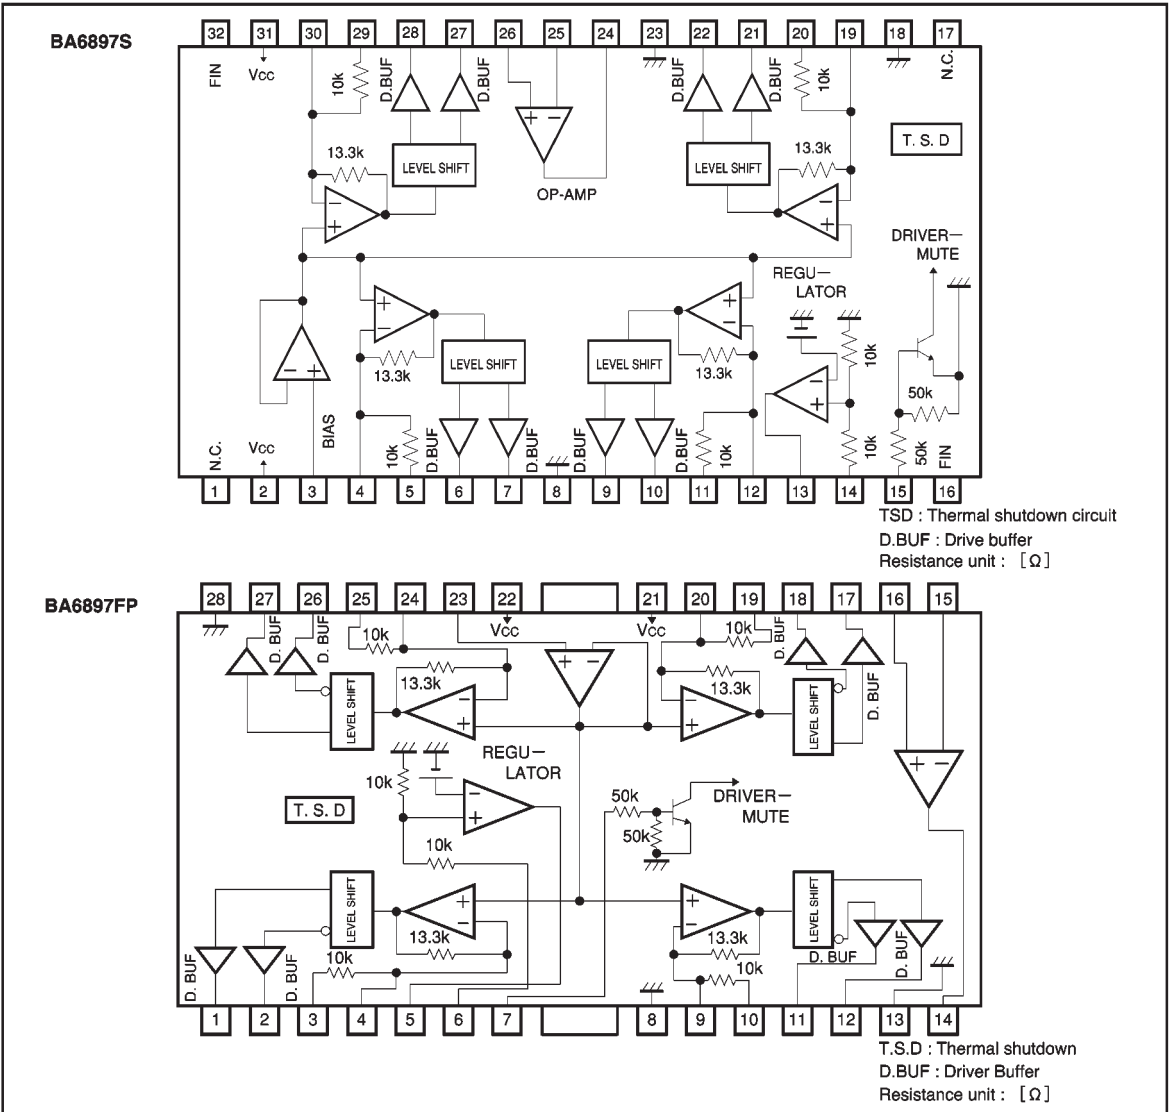 BA6897S
32 31 30 29 28 27 26 25 24 23 22 21 20 19 18 17
FIN
Vcc
10k
D.BUF
D.BUF
D.BUF
D.BUF
10k
N.C.
+ −
T. S. D
13.3k
LEVEL SHIFT
LEVEL SHIFT
13.3k
OP-AMP
−
+
−
+
DRIVER−
MUTE
REGU−
LATOR
+
−
+
−
LEVEL SHIFT
LEVEL SHIFT
13.3k
13.3k
10k
− +
−
+
50k
BIAS
N.C.
Vcc
10k
D.BUF
D.BUF
D.BUF
D.BUF
10k
10k
50k
FIN
1 2 3 4 5 6 7 8 9 10 11 12 13 14 15 16
TSD : Thermal shutdown circuit
D.BUF : Drive buffer
Resistance unit : [Ω]
BA6897FP
28 27 26 25 24 23 22 21 20 19 18 17 16 15
D. BUF
D. BUF
10k
Vcc
Vcc
10k
D. BUF
D. BUF
+ −
13.3k
13.3k
LEVEL SHIFT
−
+
−
+
LEVEL SHIFT
REGU−
LATOR
+ −
10k
−
+
T. S. D
50k
50k
DRIVER−
MUTE
10k
LEVEL SHIFT
+
−
+
−
LEVEL SHIFT
13.3k
13.3k
D. BUF
D. BUF
10k
10k
D. BUF
D. BUF
1 2 3 4 5 6 7 8 9 10 11 12 13 14
T.S.D : Thermal shutdown
D.BUF : Driver Buffer
Resistance unit : [Ω]